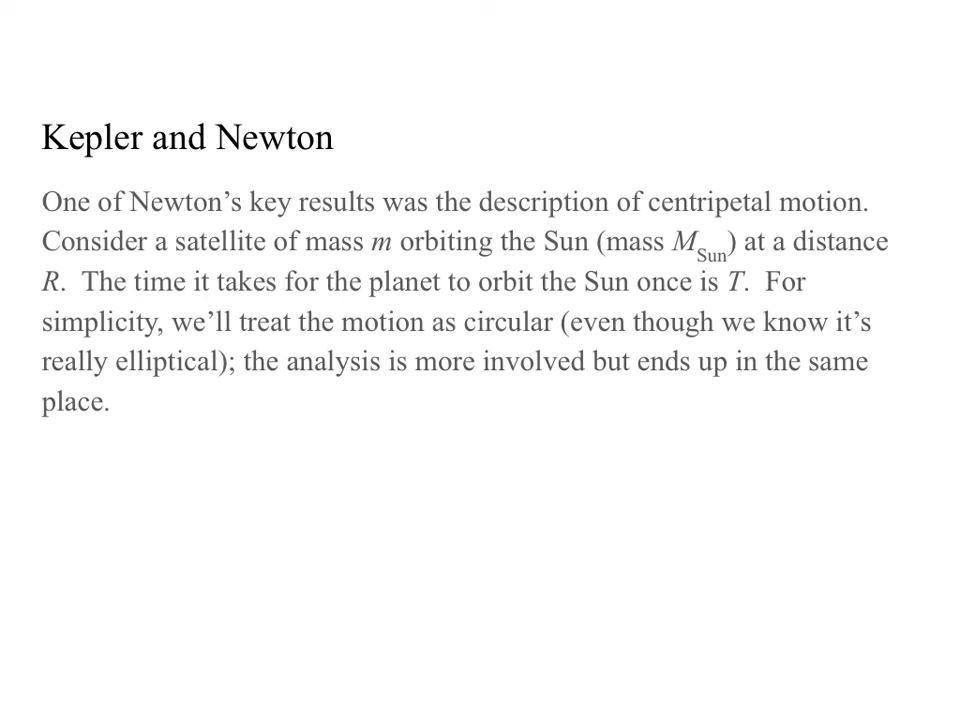 Kepler and Newton
One of Newton’s key results was the description of centripetal motion.
Consider a satellite of mass m orbiting the Sun (mass MSun) at a distance
R.  The time it takes for the planet to orbit the Sun once is T.  For
simplicity, we’ll treat the motion as circular (even though we know it’s
really elliptical); the analysis is more involved but ends up in the same
place.